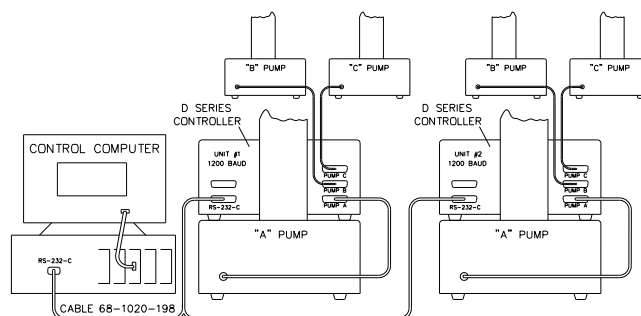 "B" PUMP
"C" PUMP
"B" PUMP
"C" PUMP
D SERIES
CONTROLLER
D SERIES
CONTROLLER
CONTROL COMPUTER
UNIT #1
1200 BAUD
PUMP C
PUMP B
PUMP A
RS-232-C
UNIT #2
1200 BAUD
PUMP C
PUMP B
PUMP A
RS-232-C
"A" PUMP
"A" PUMP
RS-232-C
CABLE 68-1020-198